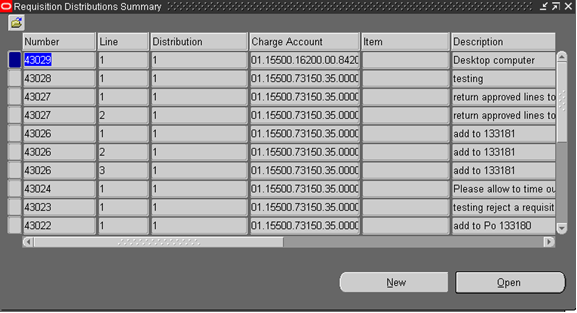 Requisition Distributions Summary
Number Line Distribution Charge Account Item Description
43029 1 1 01.15500.16200.00.8420 Desktop computer
43028 1 1 01.15500.73150.35.0000 testing
43027 1 1 01.15500.73150.35.0000 return approved lines to
43027 2 1 01.15500.73150.35.0000 return approved lines to
43026 1 1 01.15500.73150.35.0000 add to 133181
43026 2 1 01.15500.73150.35.0000 add to 133181
43026 3 1 01.15500.73150.35.0000 add to 133181
43024 1 1 01.15500.73150.35.0000 Please allow to time ou
43023 1 1 01.15500.73150.35.0000 testing reject a requisit
43022 1 1 01.15500.73150.35.0000 add to Po 133180
New Open